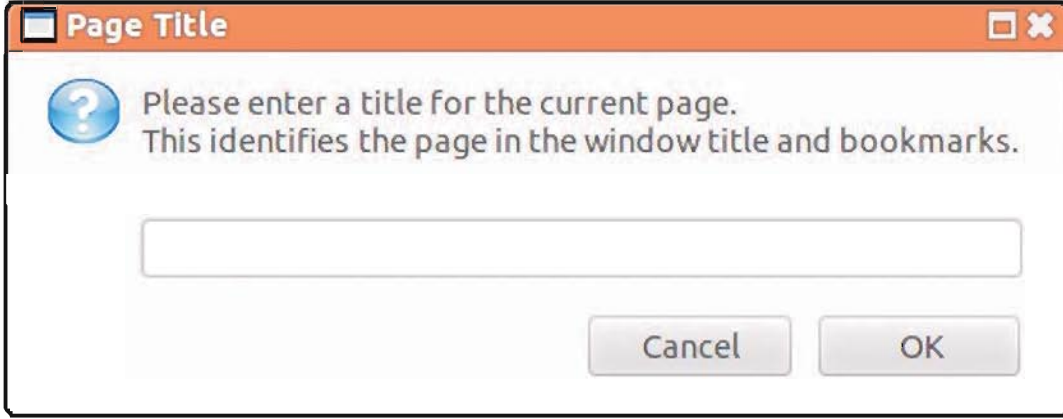 Page Title
Please enter a title for the current page.
This identifies the page in the window title and bookmarks.
Cancel OK